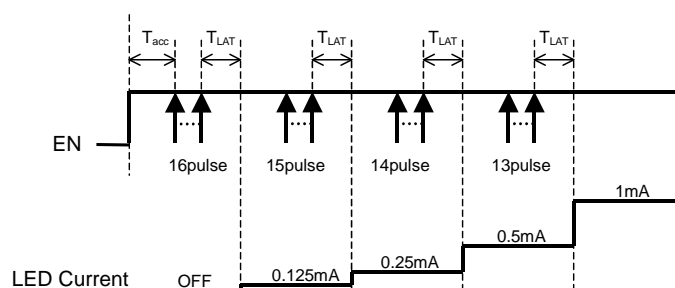 Tacc TLAT TLAT TLAT TLAT
EN
16pulse 15pulse 14pulse 13pulse
1mA
0.5mA
0.25mA
LED Current OFF 0.125mA